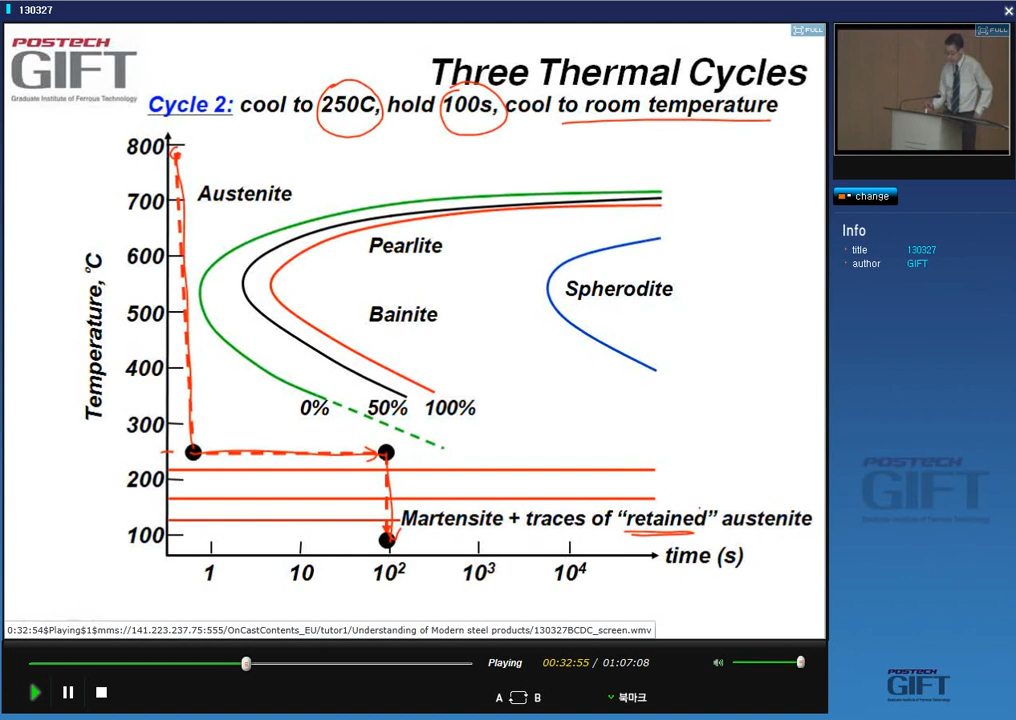 130327
POSTECH
GIFT
Graduate Institute of Ferrous Technology
FULL
Three Thermal Cycles
Cycle 2: cool to 250C, hold 100s, cool to room temperature
800
700
600
500
400
300
200
100
Temperature, °C
Austenite
Pearlite
Bainite
Spherodite
0% 50% 100%
Martensite + traces of “retained” austenite
1 10 10² 10³ 10⁴
time (s)
0:32:54$Playing$1$mms://141.223.237.75:555/OnCastContents_EU/tutor1/Understanding of Modern steel products/130327BCDC_screen.wmv
Playing 00:32:55 / 01:07:08
A B 북마크
FULL
change
Info
title 130327
author GIFT
POSTECH
GIFT
POSTECH
GIFT